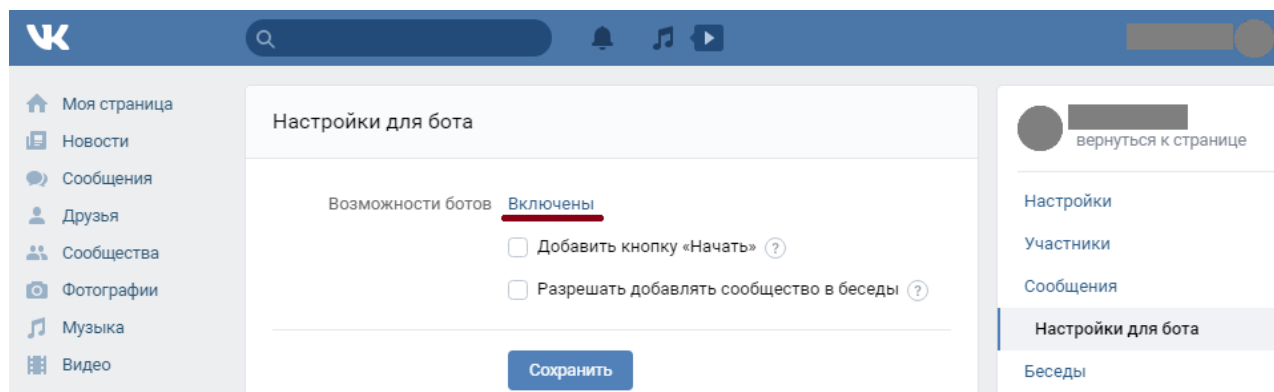 Моя страница
Новости
Сообщения
Друзья
Сообщества
Фотографии
Музыка
Видео
Настройки для бота
Возможности ботов Включены
Добавить кнопку «Начать» ?
Разрешать добавлять сообщество в беседы ?
Сохранить
вернуться к странице
Настройки
Участники
Сообщения
Настройки для бота
Беседы